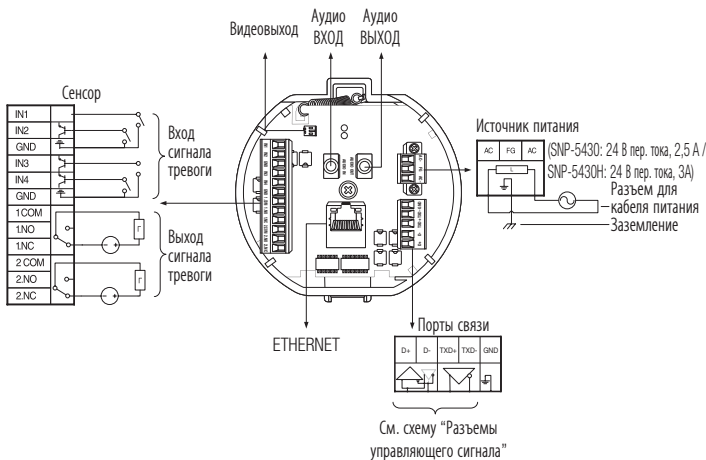 Видеовыход
Аудио
ВХОД
Аудио
ВЫХОД
Сенсор
IN1
IN2
GND
IN3
IN4
GND
1COM
1.NO
1.NC
2 COM
2.NO
2.NC
Вход
сигнала
тревоги
Выход
сигнала
тревоги
Источник питания
AC FG AC
(SNP-5430: 24 В пер. тока, 2,5 А /
SNP-5430H: 24 В пер. тока, 3А)
Разъем для
кабеля питания
Заземление
ETHERNET
Порты связи
D+ D- TXD+ TXD- GND
См. схему “Разъемы
управляющего сигнала”